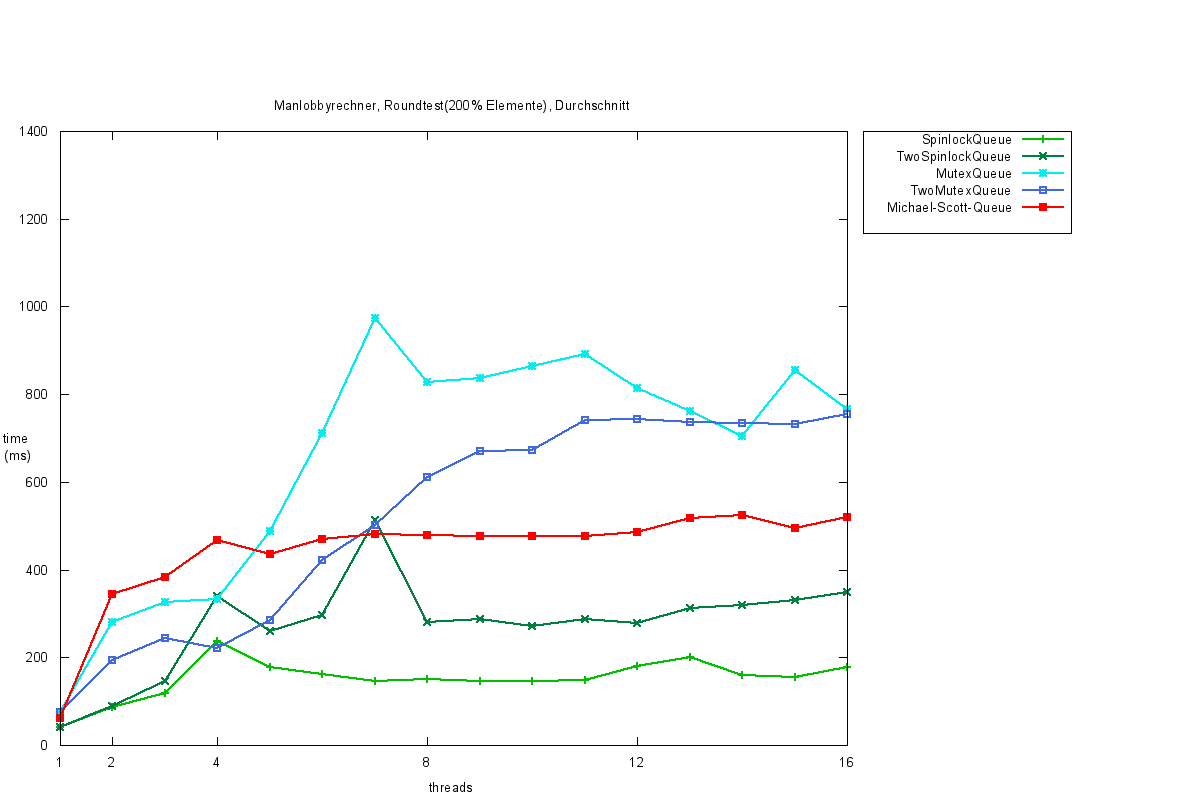 Manlobbyrechner, Roundtest(200% Elemente), Durchschnitt
1400
1200
1000
800
600
400
200
0
time
(ms)
1 2 4 8 12 16
threads
SpinlockQueue
TwoSpinlockQueue
MutexQueue
TwoMutexQueue
Michael-Scott-Queue